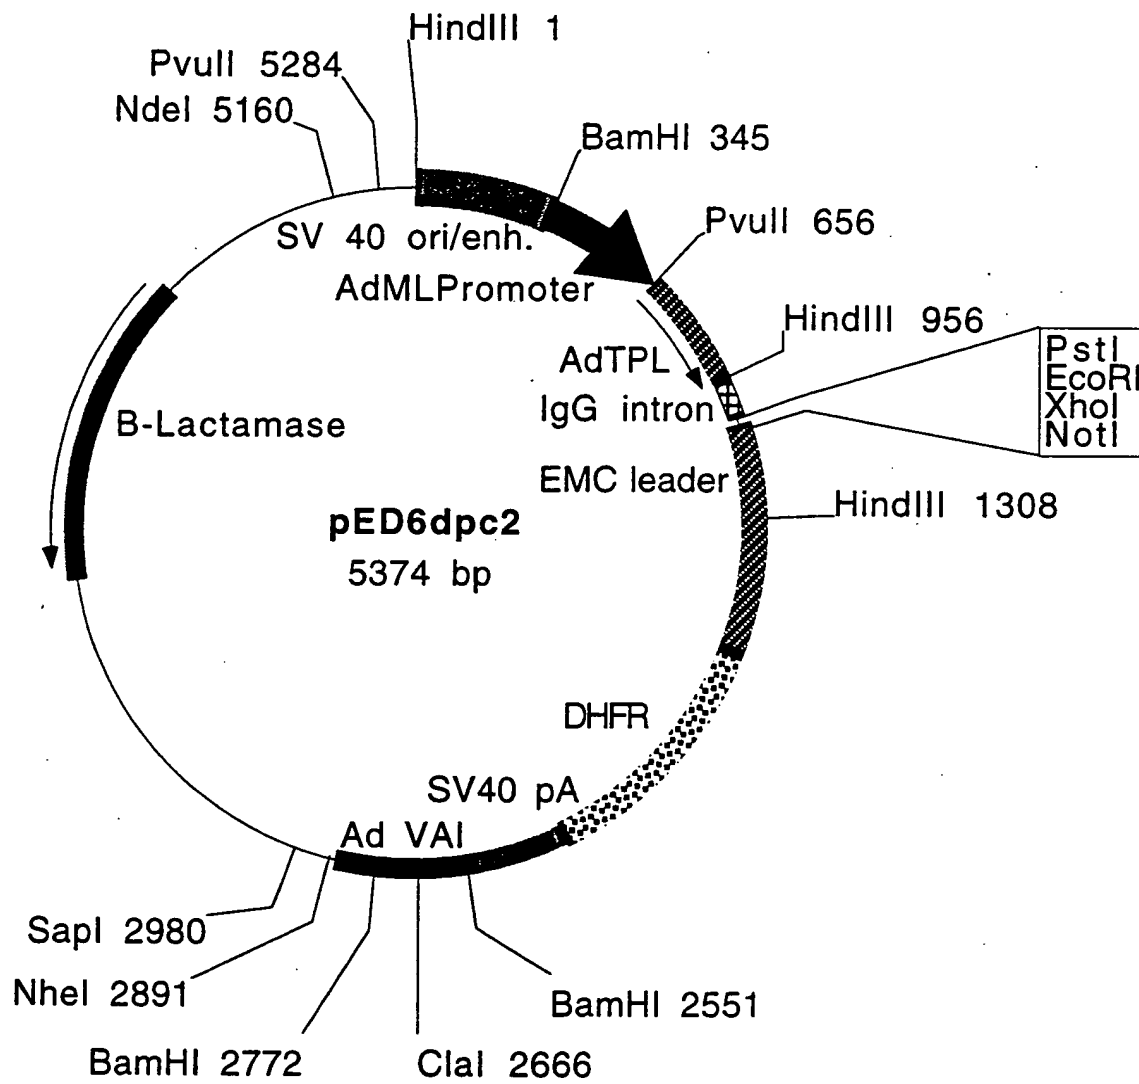 HindIII 1
PvuII 5284
NdeI 5160
BamHI 345
PvuII 656
SV 40 ori/enh.
AdMLPromoter
HindIII 956
PstI
EcoRI
XhoI
NotI
AdTPL
IgG intron
B-Lactamase
EMC leader
HindIII 1308
pED6dpc2
5374 bp
DHFR
SV40 pA
Ad VAI
SapI 2980
NheI 2891
BamHI 2551
BamHI 2772
ClaI 2666